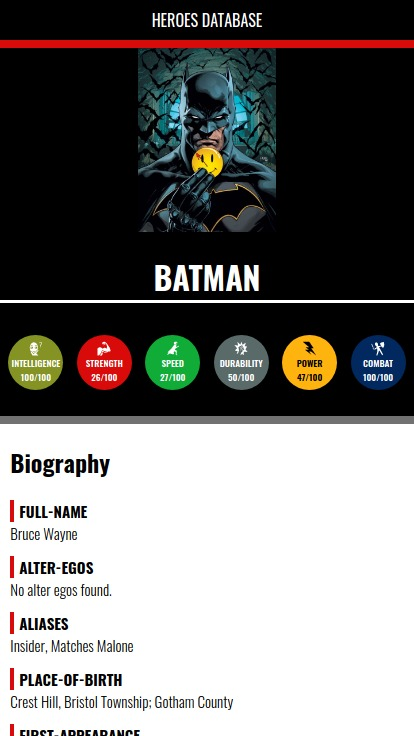 HEROES DATABASE
BATMAN
INTELLIGENCE STRENGTH SPEED DURABILITY POWER COMBAT
100/100 26/100 27/100 50/100 47/100 100/100
Biography
FULL-NAME
Bruce Wayne
ALTER-EGOS
No alter egos found.
ALIASES
Insider, Matches Malone
PLACE-OF-BIRTH
Crest Hill, Bristol Township; Gotham County
FIRST-APPEARANCE